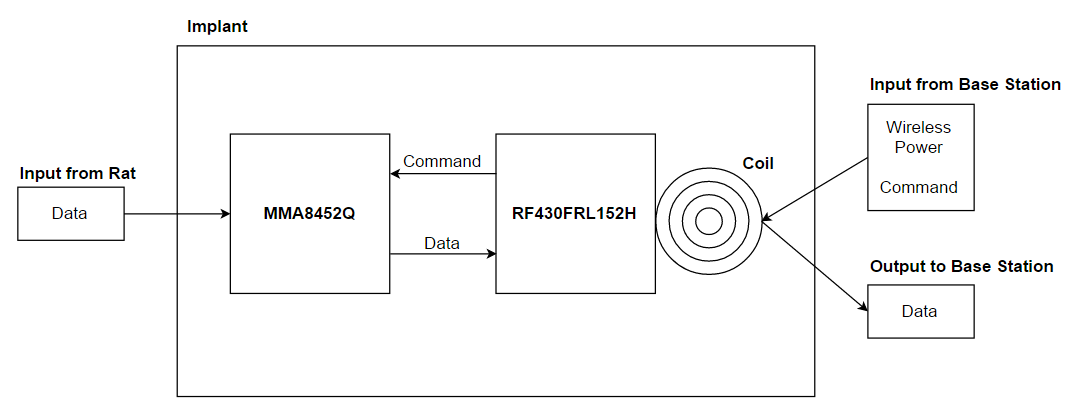 Implant
Input from Rat
Data
MMA8452Q
Command
Data
RF430FRL152H
Coil
Input from Base Station
Wireless
Power
Command
Output to Base Station
Data